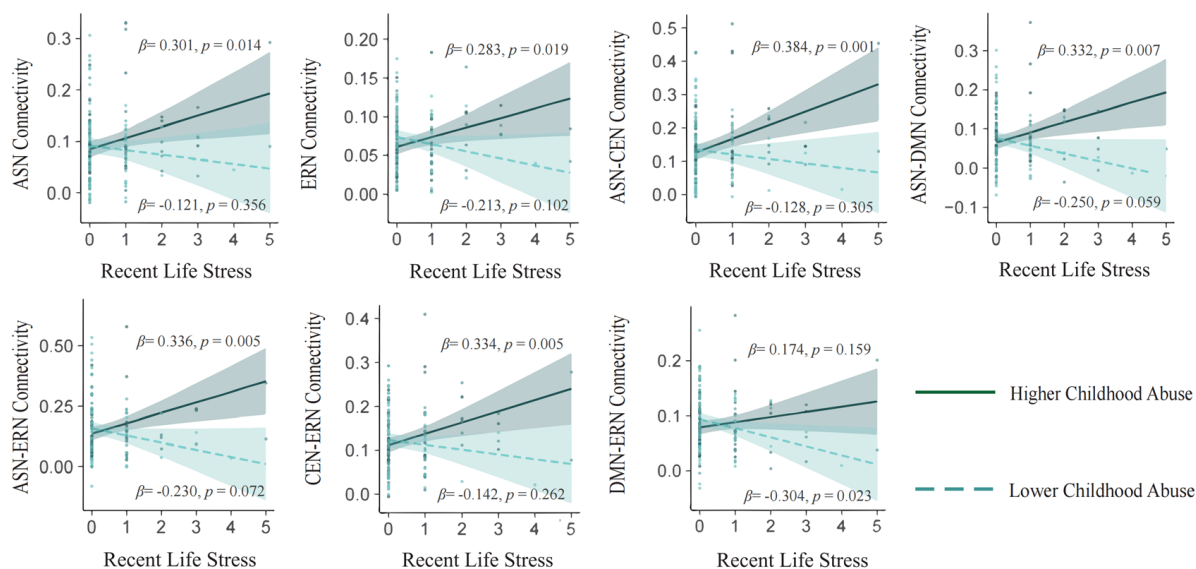 ASN Connectivity
0.3
0.2
0.1
0.0
β= 0.301, p = 0.014
β= -0.121, p = 0.356
0 1 2 3 4 5
Recent Life Stress
ERN Connectivity
0.20
0.15
0.10
0.05
0.00
β= 0.283, p = 0.019
β= -0.213, p = 0.102
0 1 2 3 4 5
Recent Life Stress
ASN-CEN Connectivity
0.5
0.4
0.3
0.2
0.1
0.0
β= 0.384, p = 0.001
β= -0.128, p = 0.305
0 1 2 3 4 5
Recent Life Stress
ASN-DMN Connectivity
0.3
0.2
0.1
0.0
−0.1
β= 0.332, p = 0.007
β= -0.250, p = 0.059
0 1 2 3 4 5
Recent Life Stress
ASN-ERN Connectivity
0.50
0.25
0.00
β= 0.336, p = 0.005
β= -0.230, p = 0.072
0 1 2 3 4 5
Recent Life Stress
CEN-ERN Connectivity
0.4
0.3
0.2
0.1
0.0
β= 0.334, p = 0.005
β= -0.142, p = 0.262
0 1 2 3 4 5
Recent Life Stress
DMN-ERN Connectivity
0.2
0.1
0.0
β= 0.174, p = 0.159
β= -0.304, p = 0.023
0 1 2 3 4 5
Recent Life Stress
Higher Childhood Abuse
Lower Childhood Abuse